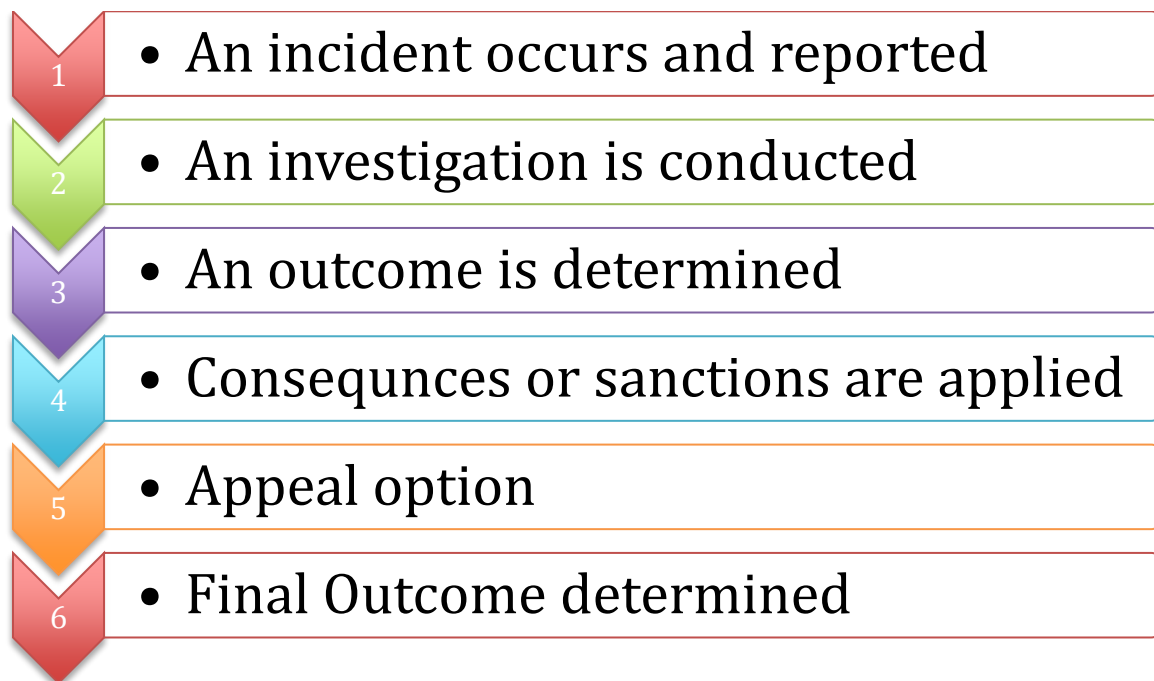 1 • An incident occurs and reported
2 • An investigation is conducted
3 • An outcome is determined
4 • Consequnces or sanctions are applied
5 • Appeal option
6 • Final Outcome determined